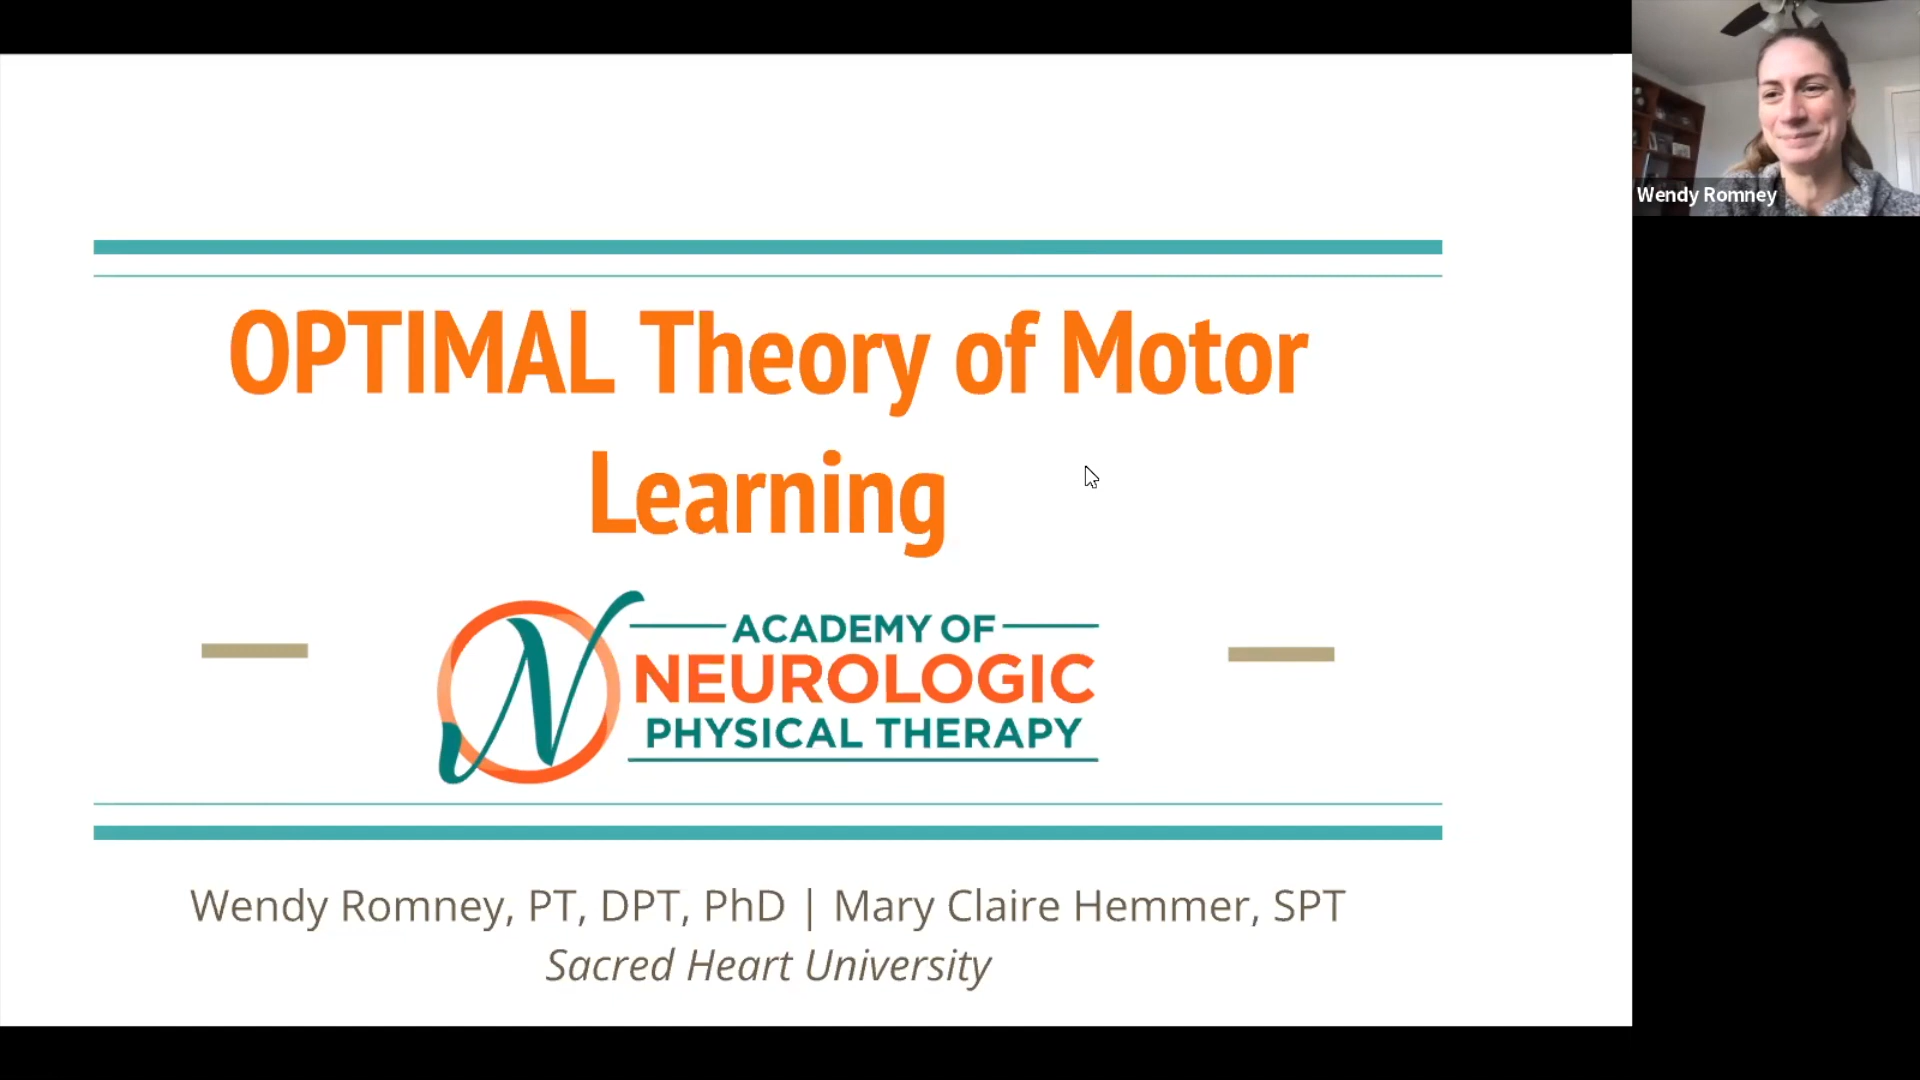 OPTIMAL Theory of Motor
Learning
ACADEMY OF
NEUROLOGIC
PHYSICAL THERAPY
Wendy Romney, PT, DPT, PhD | Mary Claire Hemmer, SPT
Sacred Heart University
Wendy Romney